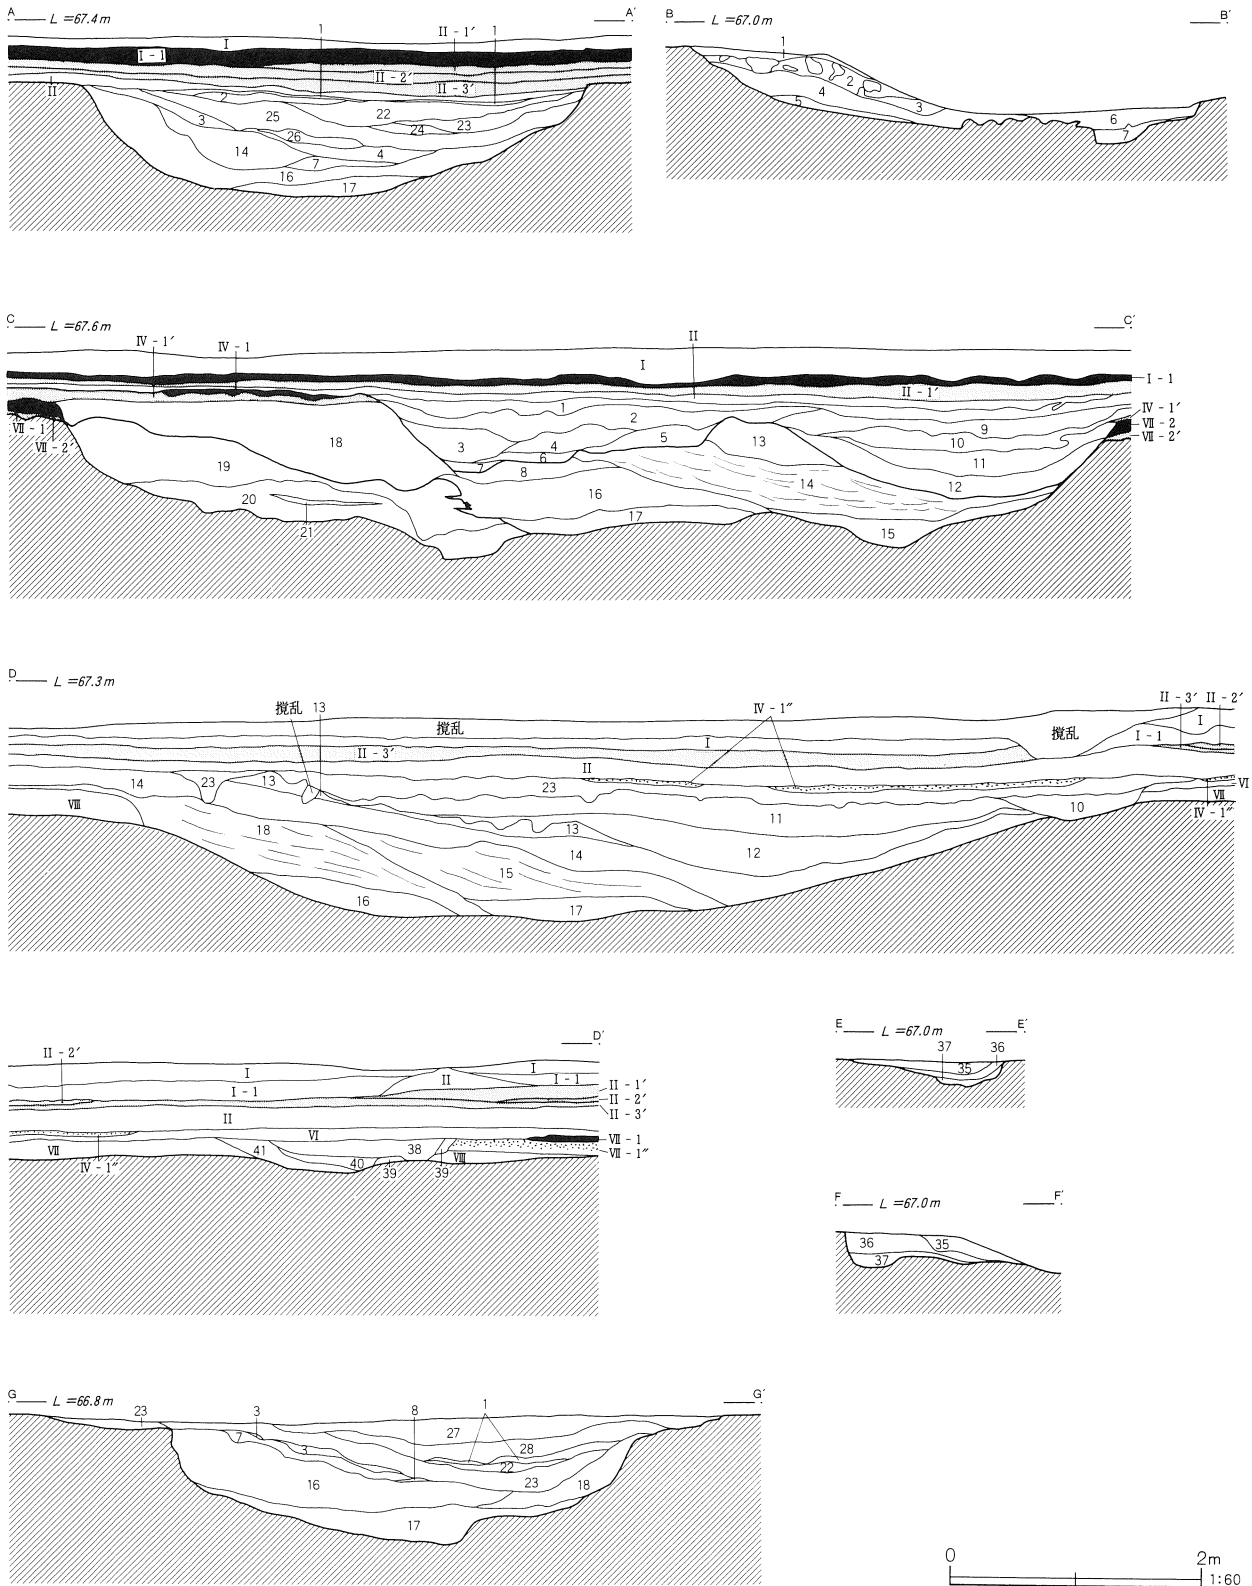 A L=67.4m A′
I
1
II-1′
1
I-1
II-2′
II-3′
II
2
25
22
3
24
23
26
14
4
7
16
17
B L=67.0m B′
1
2
4
5
3
6
7
C L=67.6m C′
IV-1′
IV-1
II
I
I-1
II-1′
1
2
IV-1′
VII-1
9
VII-2
VII-2′
VII-2′
18
3
4
5
13
10
6
7
8
11
19
14
12
20
16
21
17
15
D L=67.3m
撹乱
13
撹乱
IV-1″
撹乱
II-3′
II-2′
I
I-1
II-3′
I
II
14
23
13
23
VI
VIII
10
VII
IV-1″
18
11
13
14
12
15
16
17
D′
II-2′
I
II
I
I-1
I-1
II-1′
II-2′
II-3′
II
VI
VII-1
VII
41
38
VII-1″
IV-1″
40
39
39
VIII
E L=67.0m E′
37
36
35
F L=67.0m F′
36
35
37
G L=66.8m G′
23
3
8
1
27
7
3
28
22
16
23
18
17
0 2m
1:60